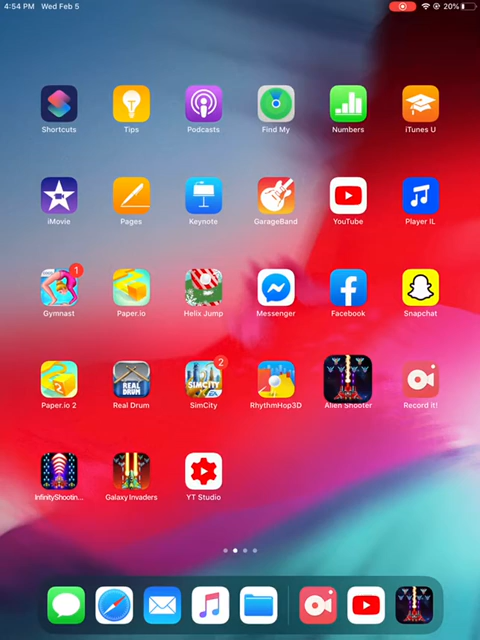 4:54 PM Wed Feb 5 20%
Shortcuts Tips Podcasts Find My Numbers iTunes U
iMovie Pages Keynote GarageBand YouTube Player IL
1
Gymnast Paper.io Helix Jump Messenger Facebook Snapchat
2
REAL DRUM
SIMCITY
EA
Paper.io 2 Real Drum SimCity RhythmHop3D Alien Shooter Record it!
InfinityShootin... Galaxy Invaders YT Studio